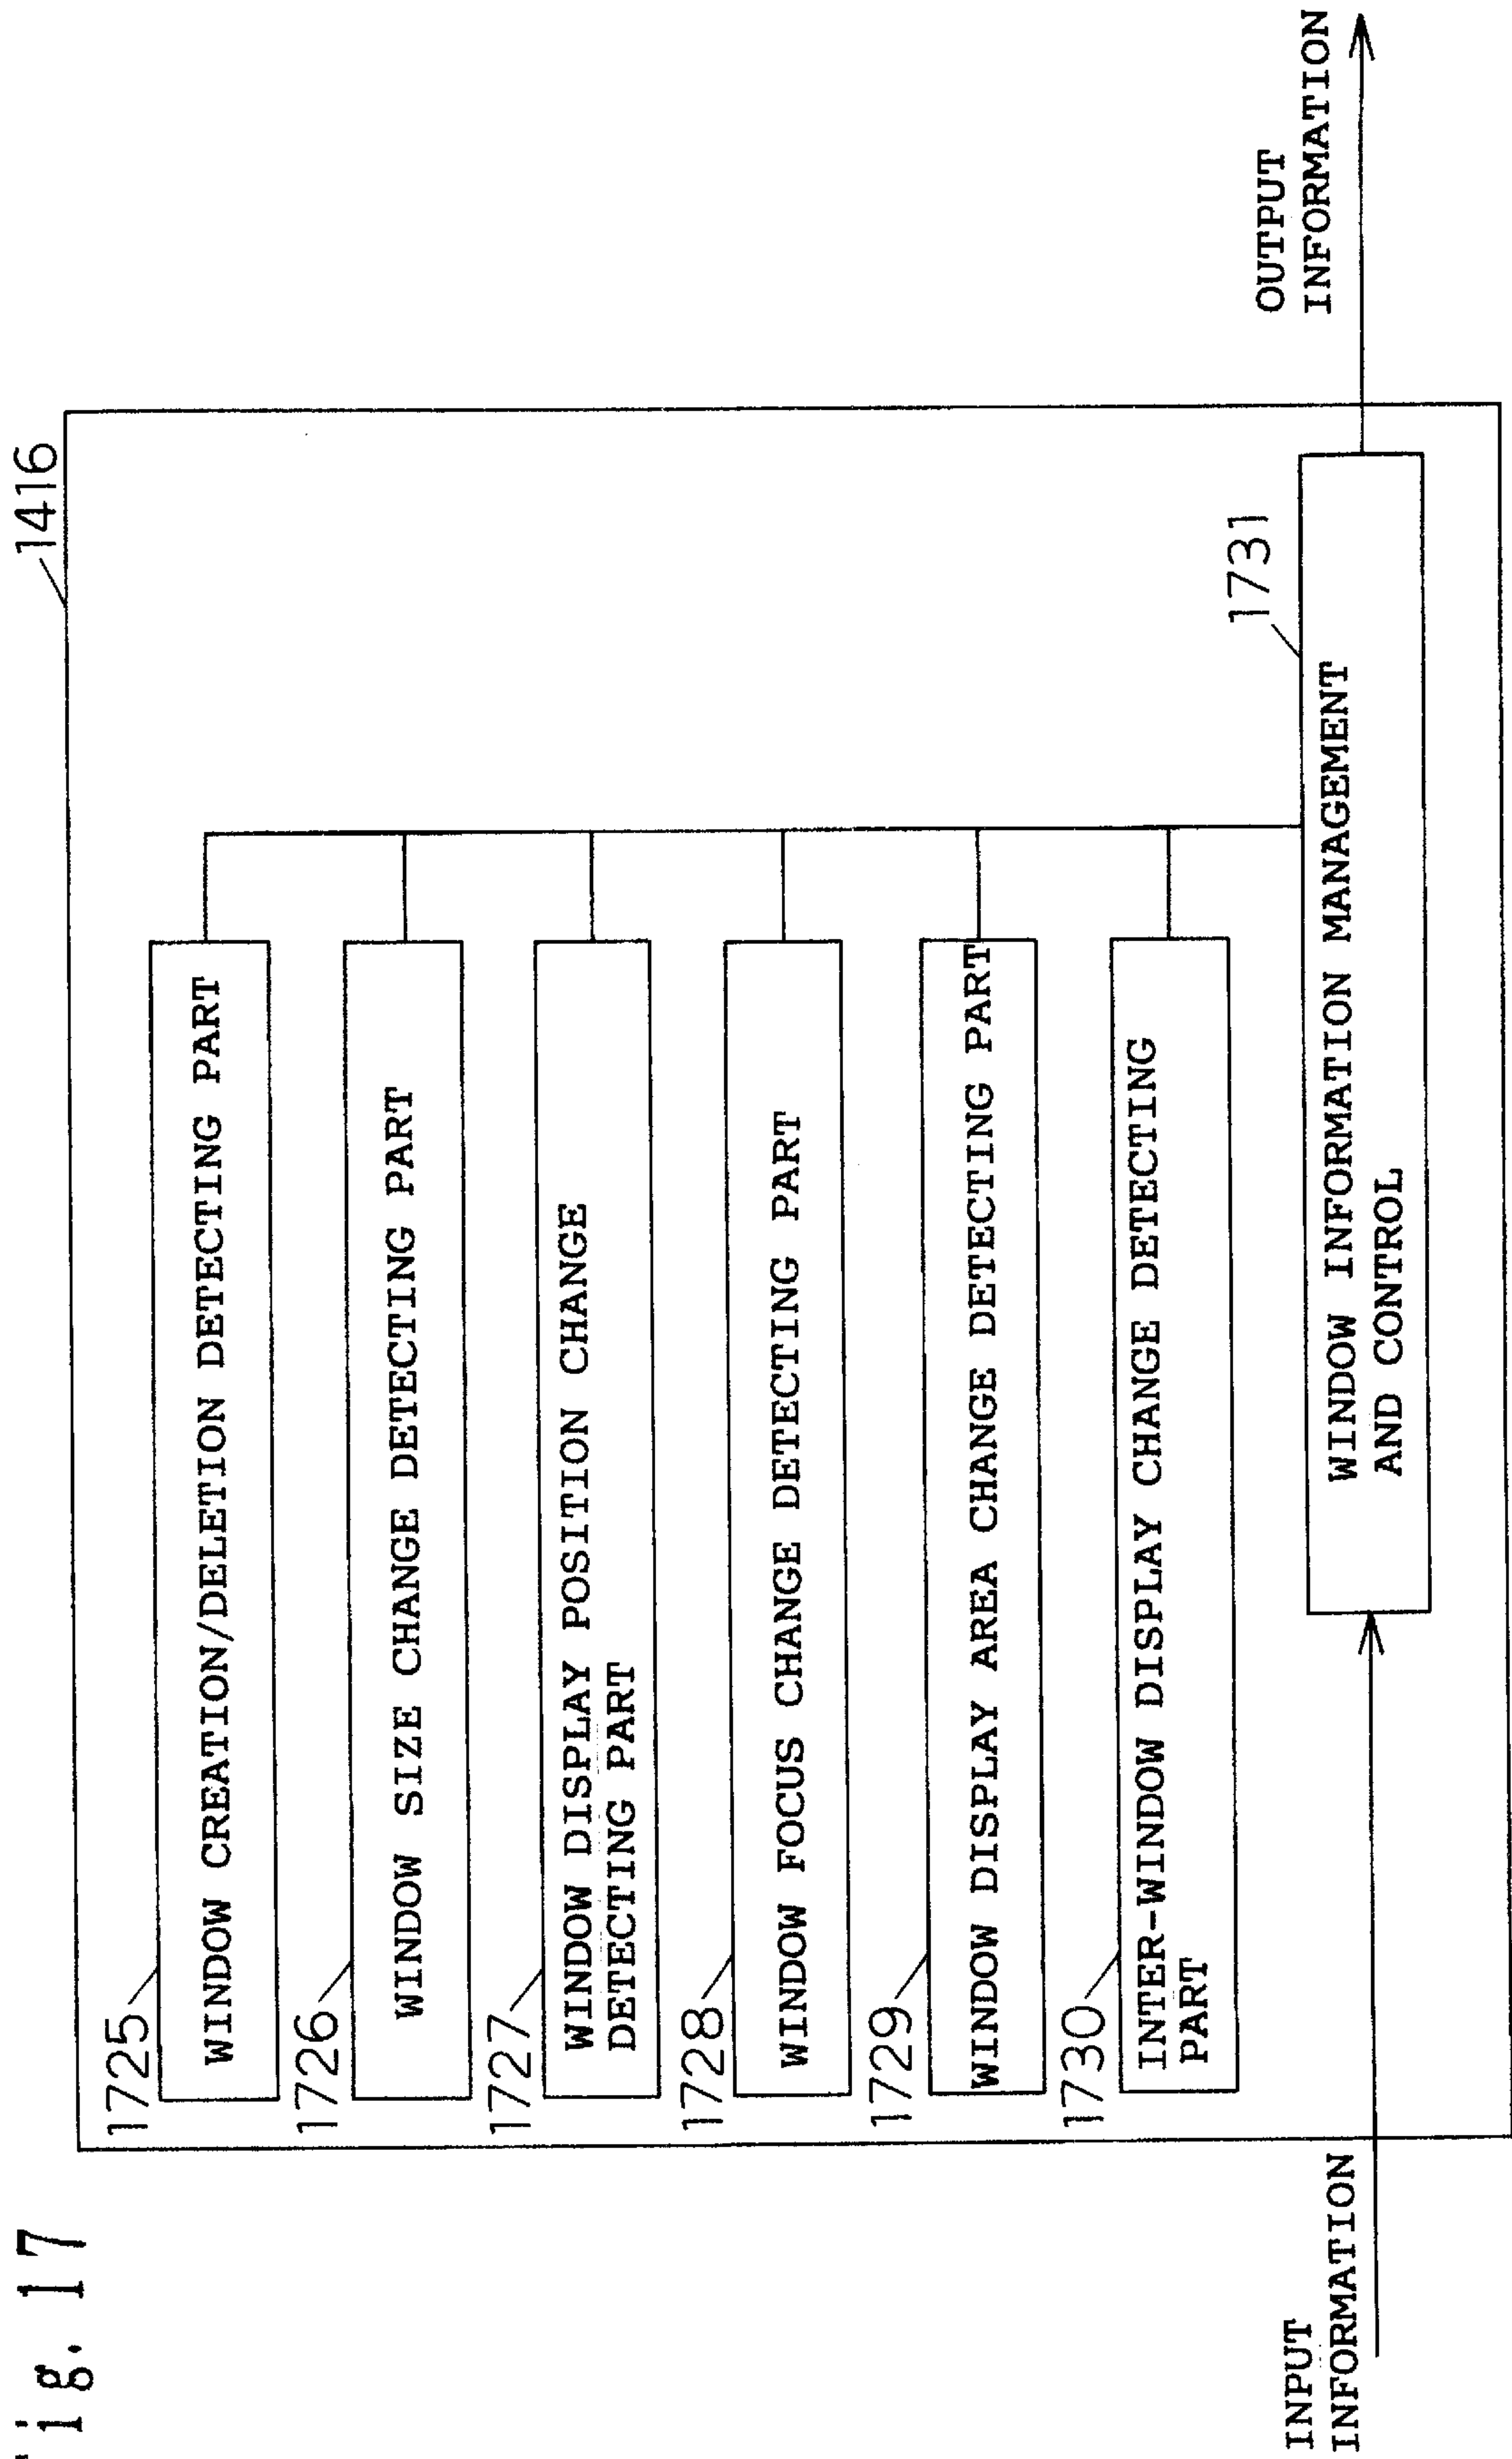 Fig. 17
1416
1725
WINDOW CREATION/DELETION DETECTING PART
1726
WINDOW SIZE CHANGE DETECTING PART
1727
WINDOW DISPLAY POSITION CHANGE
DETECTING PART
1728
WINDOW FOCUS CHANGE DETECTING PART
1729
WINDOW DISPLAY AREA CHANGE DETECTING PART
1730
INTER-WINDOW DISPLAY CHANGE DETECTING
PART
1731
WINDOW INFORMATION MANAGEMENT
AND CONTROL
INPUT
INFORMATION
OUTPUT
INFORMATION